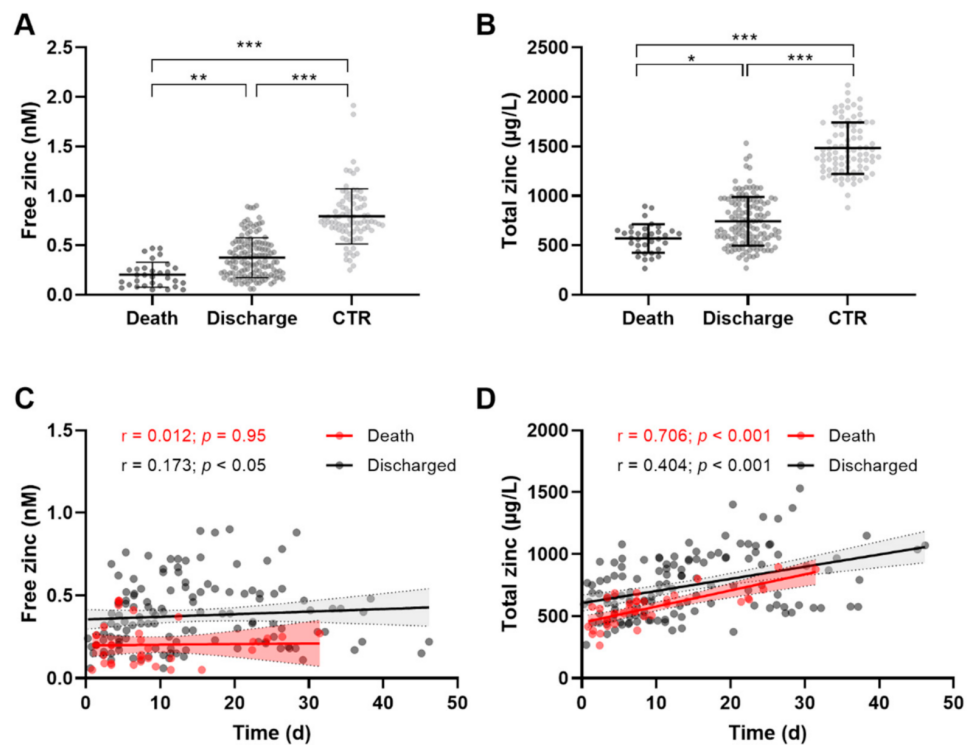 A
Free zinc (nM)
2.5
2.0
1.5
1.0
0.5
0.0
***
**
***
Death
Discharge
CTR
B
Total zinc (µg/L)
2500
2000
1500
1000
500
0
***
*
***
Death
Discharge
CTR
C
Free zinc (nM)
1.5
1.0
0.5
0.0
r = 0.012; p = 0.95
Death
r = 0.173; p < 0.05
Discharged
0
10
20
30
40
50
Time (d)
D
Total zinc (µg/L)
2000
1500
1000
500
0
r = 0.706; p < 0.001
Death
r = 0.404; p < 0.001
Discharged
0
10
20
30
40
50
Time (d)